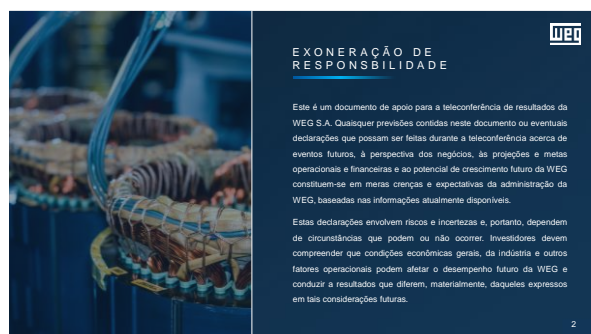 WEG
EXONERAÇÃO DE
RESPONSBILIDADE
Este é um documento de apoio para a teleconferência de resultados da
WEG S.A. Quaisquer previsões contidas neste documento ou eventuais
declarações que possam ser feitas durante a teleconferência acerca de
eventos futuros, à perspectiva dos negócios, às projeções e metas
operacionais e financeiras e ao potencial de crescimento futuro da WEG
constituem-se em meras crenças e expectativas da administração da
WEG, baseadas nas informações atualmente disponíveis.
Estas declarações envolvem riscos e incertezas e, portanto, dependem
de circunstâncias que podem ou não ocorrer. Investidores devem
compreender que condições econômicas gerais, da indústria e outros
fatores operacionais podem afetar o desempenho futuro da WEG e
conduzir a resultados que diferem, materialmente, daqueles expressos
em tais considerações futuras.
2